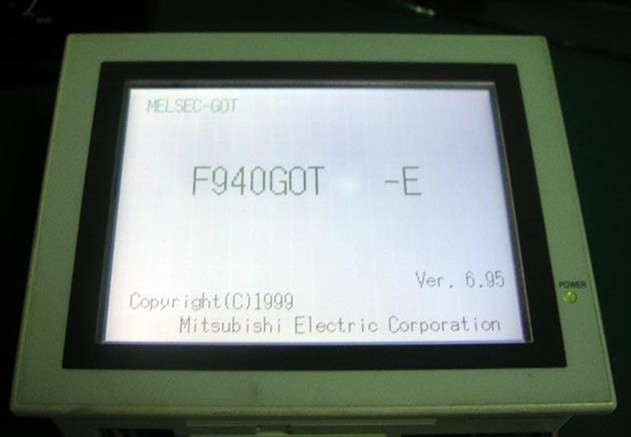 MELSEC-GOT
F940GOT -E
Ver. 6.95
Copyright(C)1999
Mitsubishi Electric Corporation
POWER